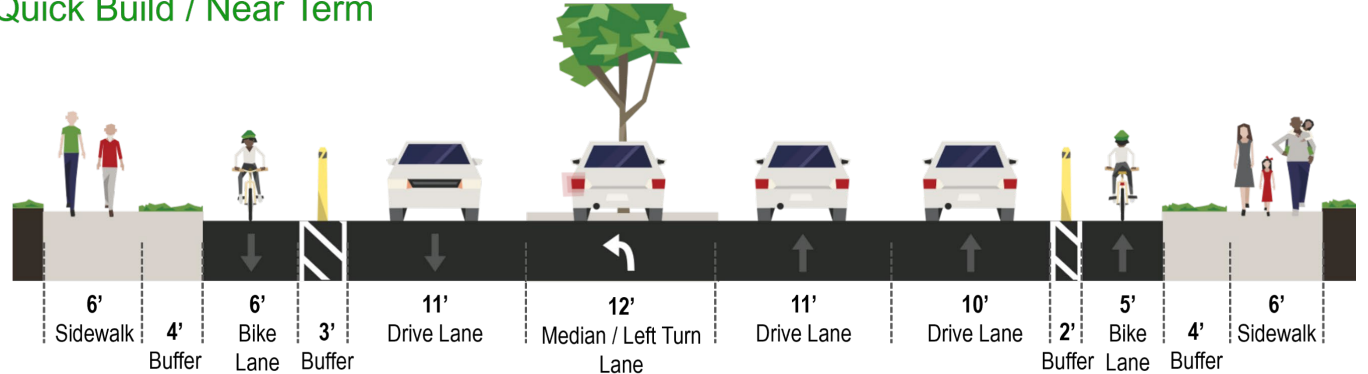 Quick Build / Near Term
6’
Sidewalk
4’
Buffer
6’
Bike
Lane
3’
Buffer
11’
Drive Lane
12’
Median / Left Turn
Lane
11’
Drive Lane
10’
Drive Lane
2’
Buffer
5’
Bike
Lane
4’
Buffer
6’
Sidewalk